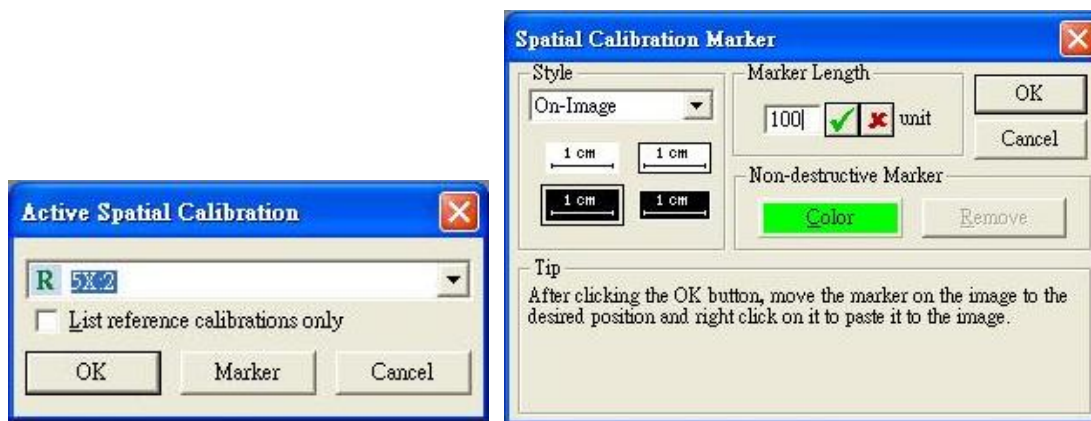 Active Spatial Calibration
R 5X:2
List reference calibrations only
OK Marker Cancel
Spatial Calibration Marker
Style
On-Image
1 cm 1 cm
1 cm 1 cm
Marker Length
100 unit
OK
Cancel
Non-destructive Marker
Color Remove
Tip
After clicking the OK button, move the marker on the image to the
desired position and right click on it to paste it to the image.